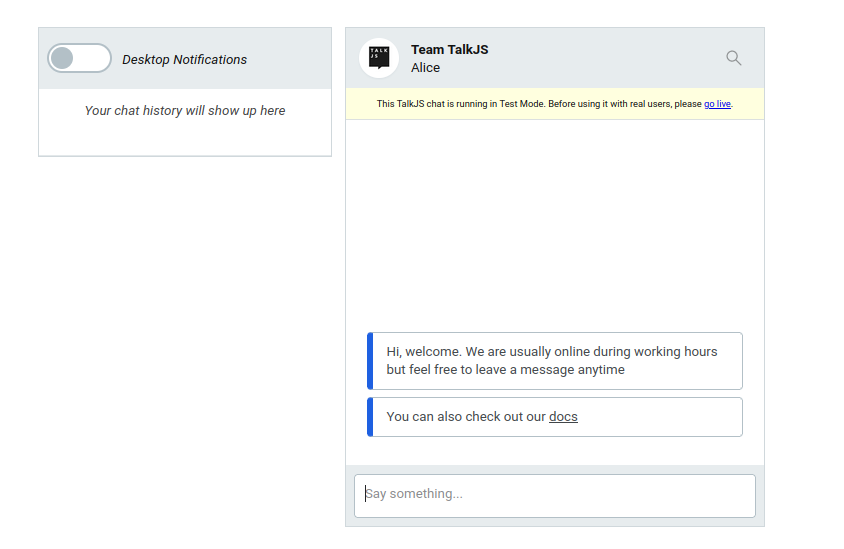 Desktop Notifications
Your chat history will show up here
TALK
JS
Team TalkJS
Alice
This TalkJS chat is running in Test Mode. Before using it with real users, please go live.
Hi, welcome. We are usually online during working hours
but feel free to leave a message anytime
You can also check out our docs
Say something...